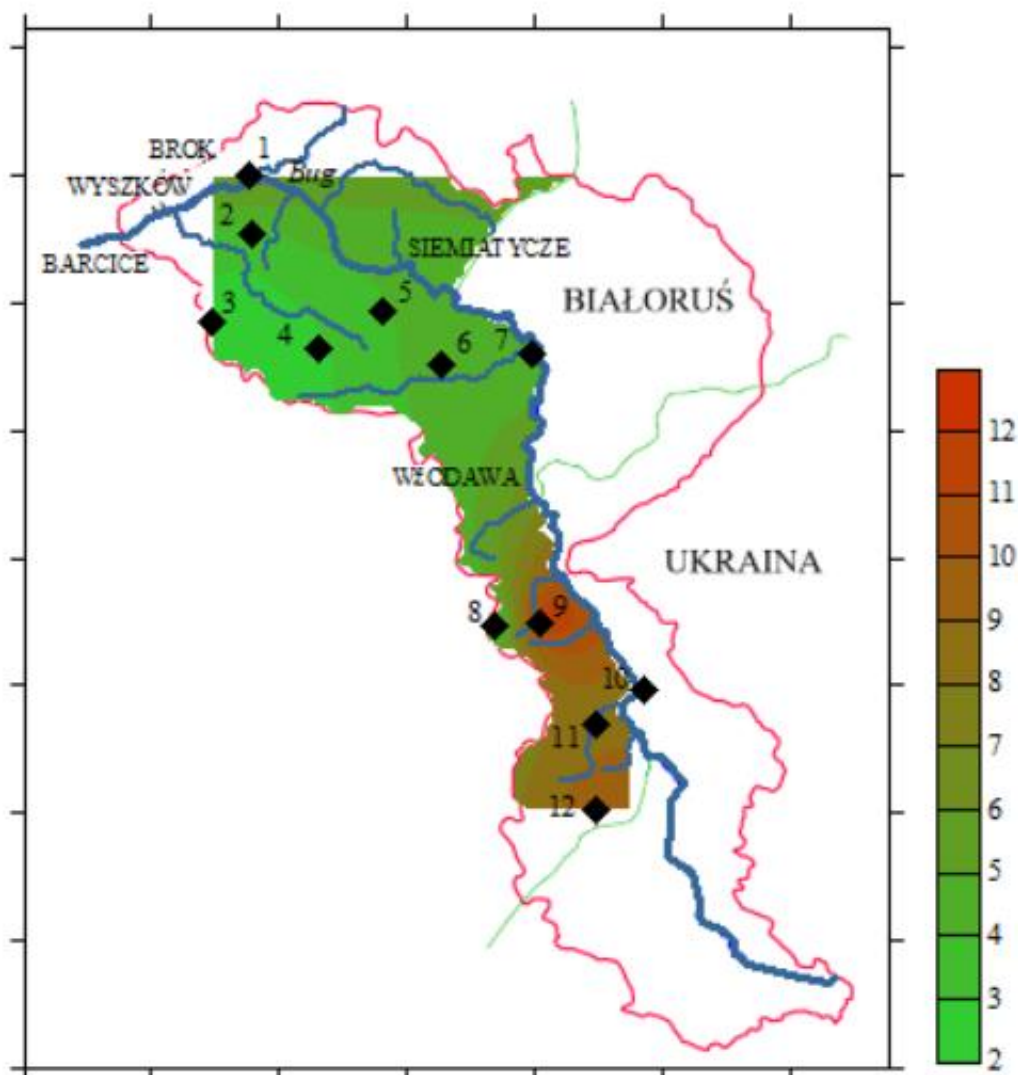 BROK
1
Bug
WYSZKÓW
2
SIEMIATYCZE
BARCICE
3
5
BIAŁORUŚ
4
6
7
WŁODAWA
UKRAINA
8
9
10
11
12
12
11
10
9
8
7
6
5
4
3
2